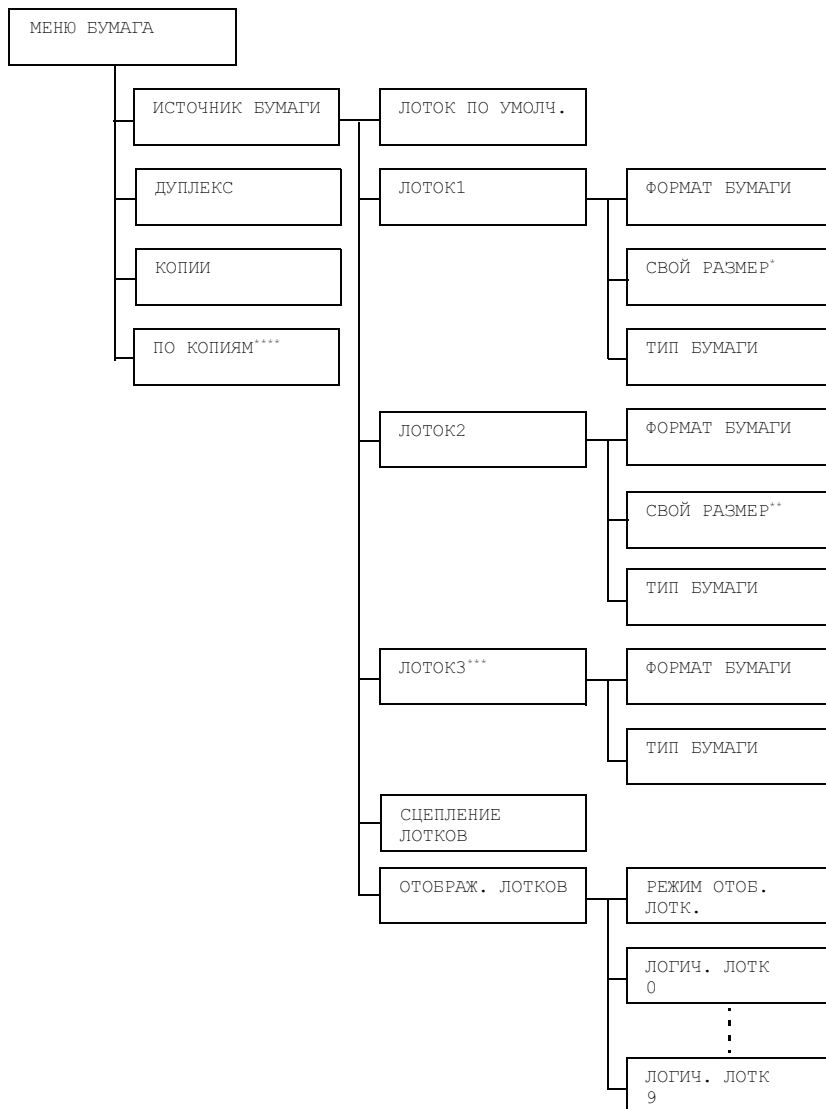 МЕНЮ БУМАГА
ИСТОЧНИК БУМАГИ
ЛОТОК ПО УМОЛЧ.
ДУПЛЕКС
ЛОТОК1
ФОРМАТ БУМАГИ
КОПИИ
СВОЙ РАЗМЕР*
ПО КОПИЯМ****
ТИП БУМАГИ
ЛОТОК2
ФОРМАТ БУМАГИ
СВОЙ РАЗМЕР**
ТИП БУМАГИ
ЛОТОК3***
ФОРМАТ БУМАГИ
ТИП БУМАГИ
СЦЕПЛЕНИЕ
ЛОТКОВ
ОТОБРАЖ. ЛОТКОВ
РЕЖИМ ОТОБ.
ЛОТК.
ЛОГИЧ. ЛОТК
0
ЛОГИЧ. ЛОТК
9